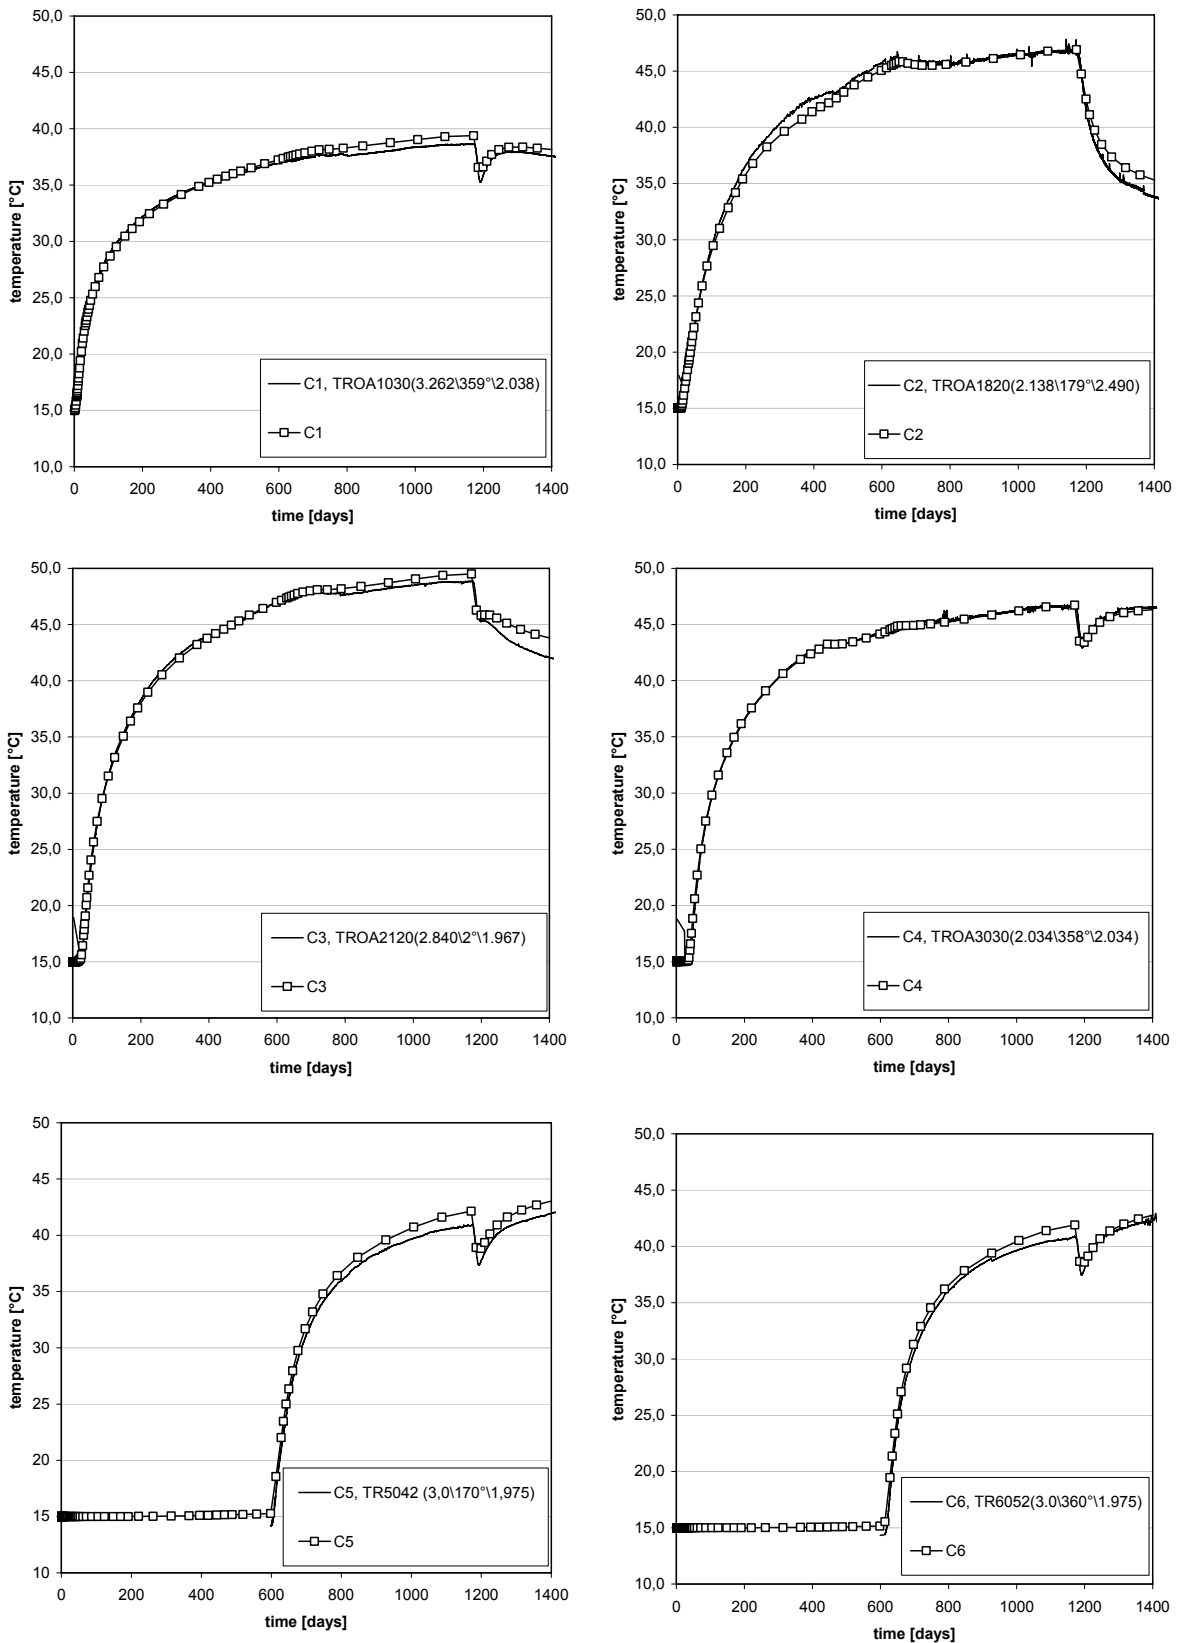 50,0
45,0
40,0
35,0
30,0
25,0
20,0
15,0
10,0
temperature [°C]
C1, TROA1030(3.262\359°\2.038)
C1
0 200 400 600 800 1000 1200 1400
time [days]
50,0
45,0
40,0
35,0
30,0
25,0
20,0
15,0
10,0
temperature [°C]
C2, TROA1820(2.138\179°\2.490)
C2
0 200 400 600 800 1000 1200 1400
time [days]
50,0
45,0
40,0
35,0
30,0
25,0
20,0
15,0
10,0
temperature [°C]
C3, TROA2120(2.840\2°\1.967)
C3
0 200 400 600 800 1000 1200 1400
time [days]
50,0
45,0
40,0
35,0
30,0
25,0
20,0
15,0
10,0
temperature [°C]
C4, TROA3030(2.034\358°\2.034)
C4
0 200 400 600 800 1000 1200 1400
time [days]
50
45
40
35
30
25
20
15
10
temperature [°C]
C5, TR5042 (3,0\170°\1,975)
C5
0 200 400 600 800 1000 1200 1400
time [days]
50,0
45,0
40,0
35,0
30,0
25,0
20,0
15,0
10,0
temperature [°C]
C6, TR6052(3.0\360°\1.975)
C6
0 200 400 600 800 1000 1200 1400
time [days]